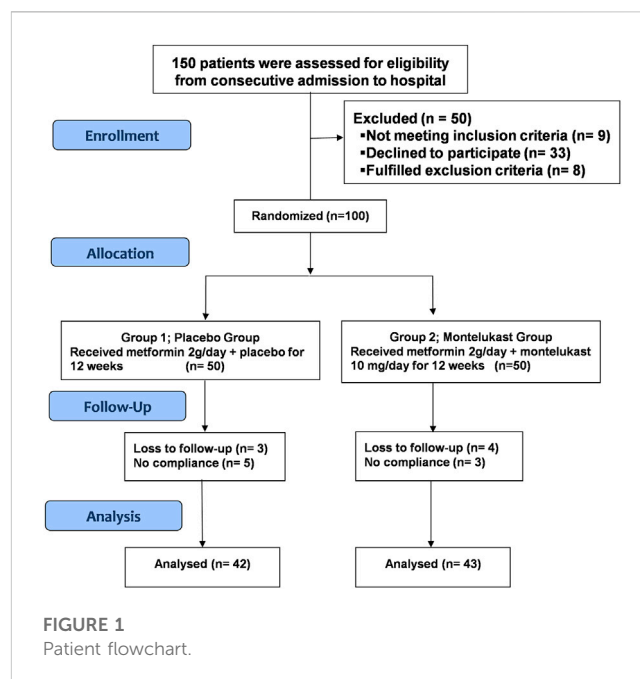 150 patients were assessed for eligibility
from consecutive admission to hospital
Enrollment
Excluded (n = 50)
▪Not meeting inclusion criteria (n= 9)
▪Declined to participate (n= 33)
▪Fulfilled exclusion criteria (n= 8)
Randomized (n=100)
Allocation
Group 1; Placebo Group
Received metformin 2g/day + placebo for
12 weeks (n= 50)
Group 2; Montelukast Group
Received metformin 2g/day + montelukast
10 mg/day for 12 weeks (n=50)
Follow-Up
Loss to follow-up (n= 3)
No compliance (n= 5)
Loss to follow-up (n= 4)
No compliance (n= 3)
Analysis
Analysed (n= 42)
Analysed (n= 43)
FIGURE 1
Patient flowchart.